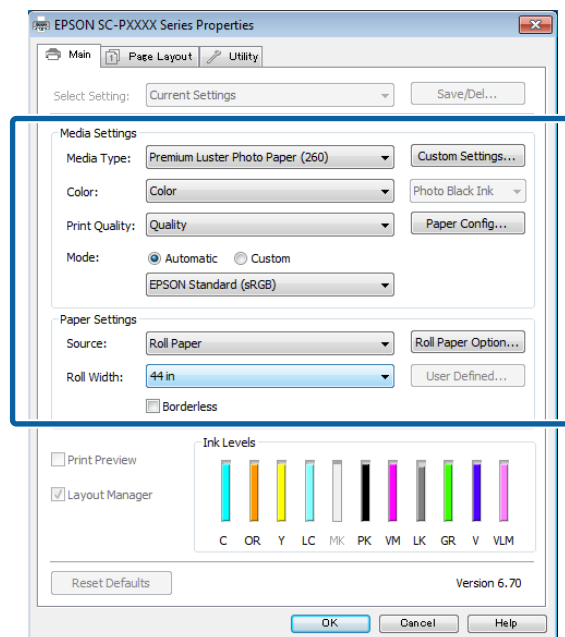 EPSON SC-PXXXX Series Properties
Main Page Layout Utility
Select Setting: Current Settings Save/Del...
Media Settings
Media Type: Premium Luster Photo Paper (260) Custom Settings...
Color: Color Photo Black Ink
Print Quality: Quality Paper Config...
Mode: Automatic Custom
EPSON Standard (sRGB)
Paper Settings
Source: Roll Paper Roll Paper Option...
Roll Width: 44 in User Defined...
Borderless
Ink Levels
Print Preview
Layout Manager
C OR Y LC MK PK VM LK GR V VLM
Reset Defaults Version 6.70
OK Cancel Help